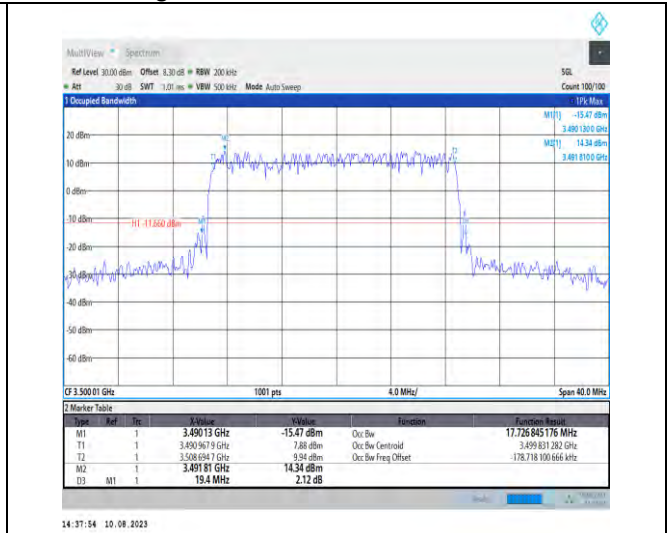 MultiView Spectrum
Ref Level 30.00 dBm Offset 8.30 dB RBW 200 kHz SGL
Att 30 dB SWT 1.01 ms VBW 500 kHz Mode Auto Sweep Count 100/100
1 Occupied Bandwidth 1Pk Max
M1[1] -15.47 dBm
3.490 130 0 GHz
M2[1] 14.34 dBm
3.491 810 0 GHz
20 dBm
M2
T1
T2
10 dBm
0 dBm
-10 dBm
H1 -11.660 dBm
M1
-20 dBm
-30 dBm
-40 dBm
-50 dBm
-60 dBm
CF 3.500 01 GHz 1001 pts 4.0 MHz/ Span 40.0 MHz
2 Marker Table
Type Ref Trc X-Value Y-Value Function Function Result
M1 1 3.490 13 GHz -15.47 dBm Occ Bw 17.726 845 176 MHz
T1 1 3.490 967 9 GHz 7.88 dBm Occ Bw Centroid 3.499 831 282 GHz
T2 1 3.508 694 7 GHz 9.94 dBm Occ Bw Freq Offset -178.718 100 666 kHz
M2 1 3.491 81 GHz 14.34 dBm
D3 M1 1 19.4 MHz 2.12 dB
14:37:54 10.08.2023